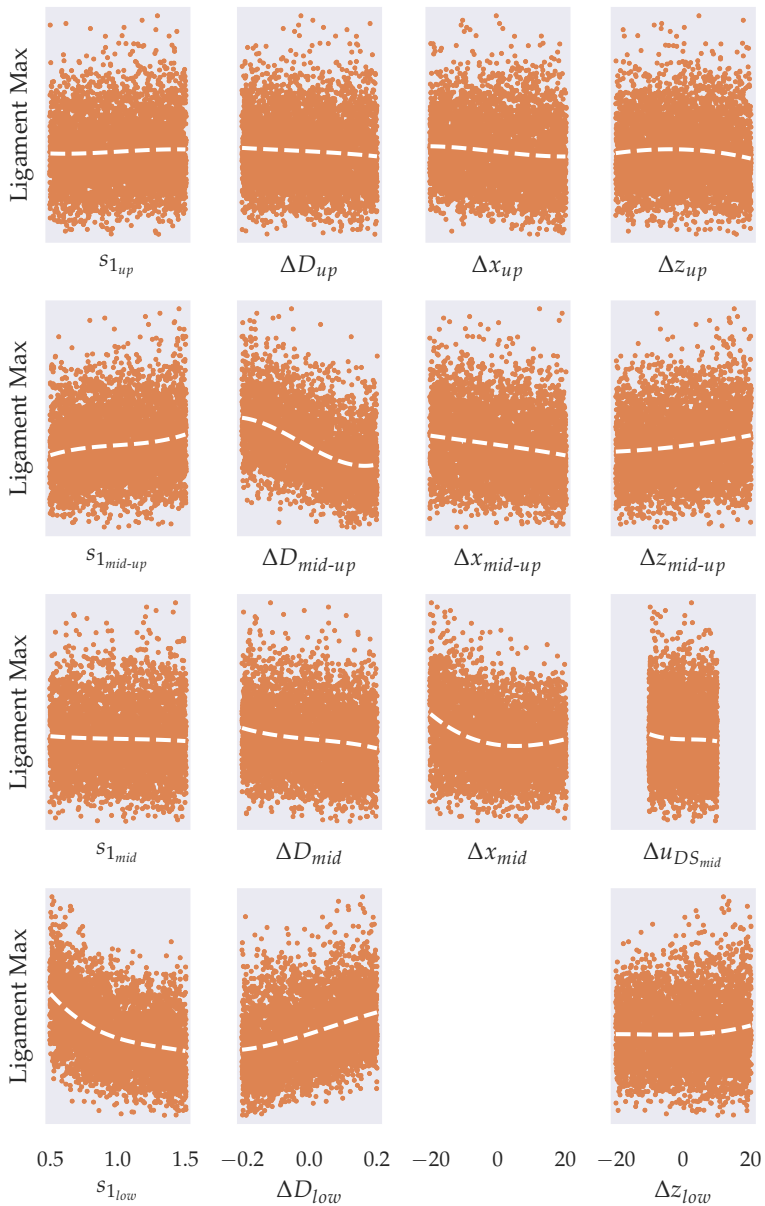 Ligament Max
s1up ΔDup Δxup Δzup
Ligament Max
s1mid-up ΔDmid-up Δxmid-up Δzmid-up
Ligament Max
s1mid ΔDmid Δxmid ΔuDSmid
Ligament Max
0.5 1.0 1.5 −0.2 0.0 0.2 −20 0 20 −20 0 20
s1low ΔDlow Δzlow